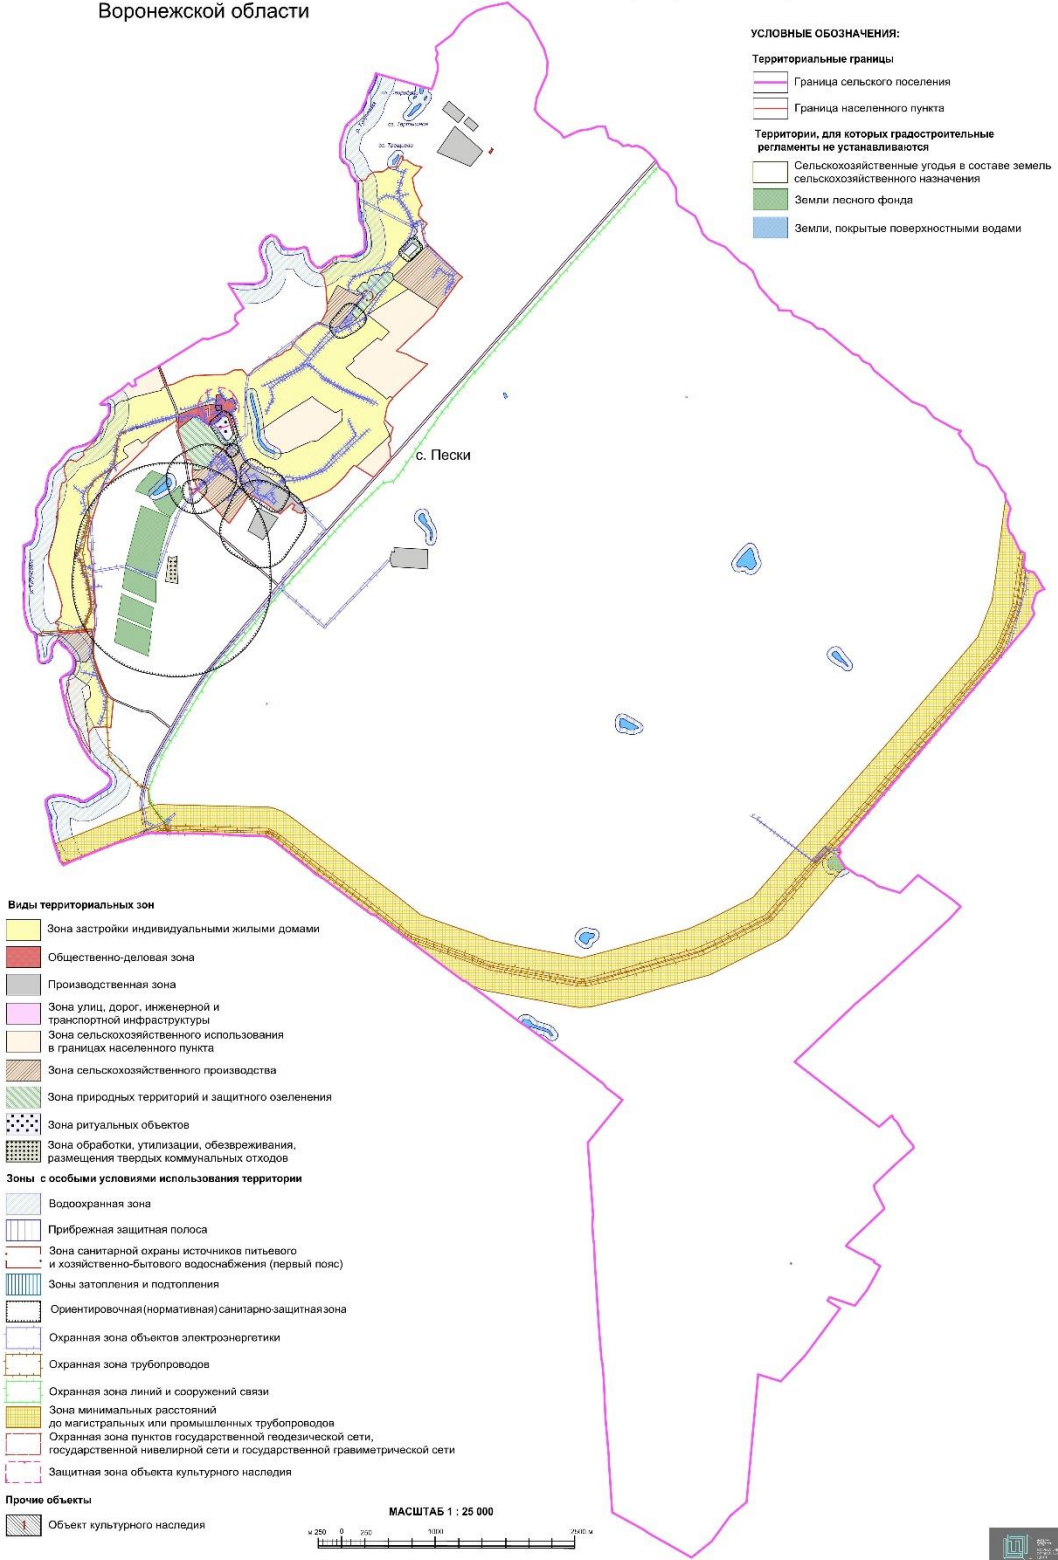 Воронежской области
УСЛОВНЫЕ ОБОЗНАЧЕНИЯ:
Территориальные границы
Граница сельского поселения
Граница населенного пункта
Территории, для которых градостроительные
регламенты не устанавливаются
Сельскохозяйственные угодья в составе земель
сельскохозяйственного назначения
Земли лесного фонда
Земли, покрытые поверхностными водами
с. Пески
Виды территориальных зон
Зона застройки индивидуальными жилыми домами
Общественно-деловая зона
Производственная зона
Зона улиц, дорог, инженерной и
транспортной инфраструктуры
Зона сельскохозяйственного использования
в границах населенного пункта
Зона сельскохозяйственного производства
Зона природных территорий и защитного озеленения
Зона ритуальных объектов
Зона обработки, утилизации, обезвреживания,
размещения твердых коммунальных отходов
Зоны с особыми условиями использования территории
Водоохранная зона
Прибрежная защитная полоса
Зона санитарной охраны источников питьевого
и хозяйственно-бытового водоснабжения (первый пояс)
Зоны затопления и подтопления
Ориентировочная(нормативная)санитарно-защитная зона
Охранная зона объектов электроэнергетики
Охранная зона трубопроводов
Охранная зона линий и сооружений связи
Зона минимальных расстояний
до магистральных или промышленных трубопроводов
Охранная зона пунктов государственной геодезической сети,
государственной нивелирной сети и государственной гравиметрической сети
Защитная зона объекта культурного наследия
Прочие объекты
Объект культурного наследия
МАСШТАБ 1 : 25 000
м 250 0 250 1000 2500 м